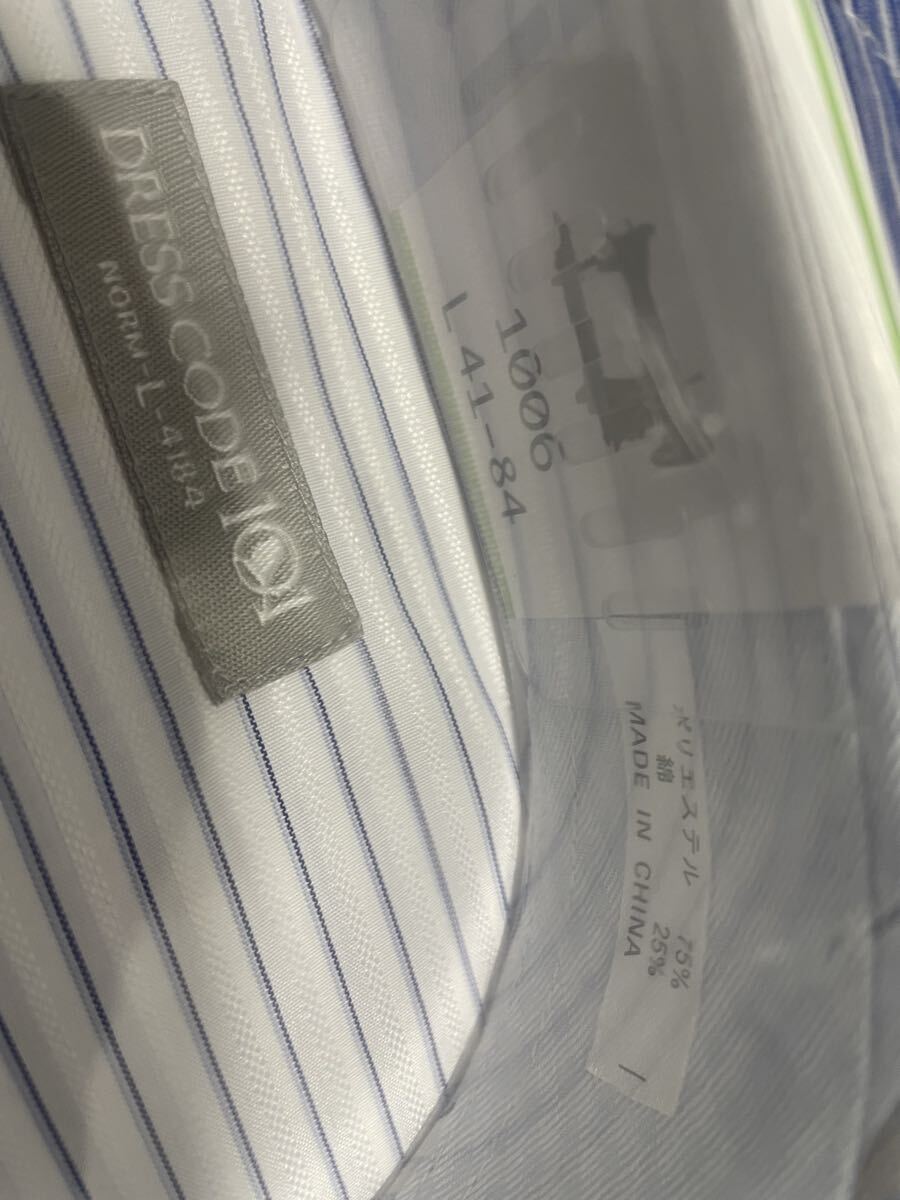 DRESS CODE 101
NORM-L-4184
1006
L 41-84
ポリエステル 75%
綿 25%
MADE IN CHINA